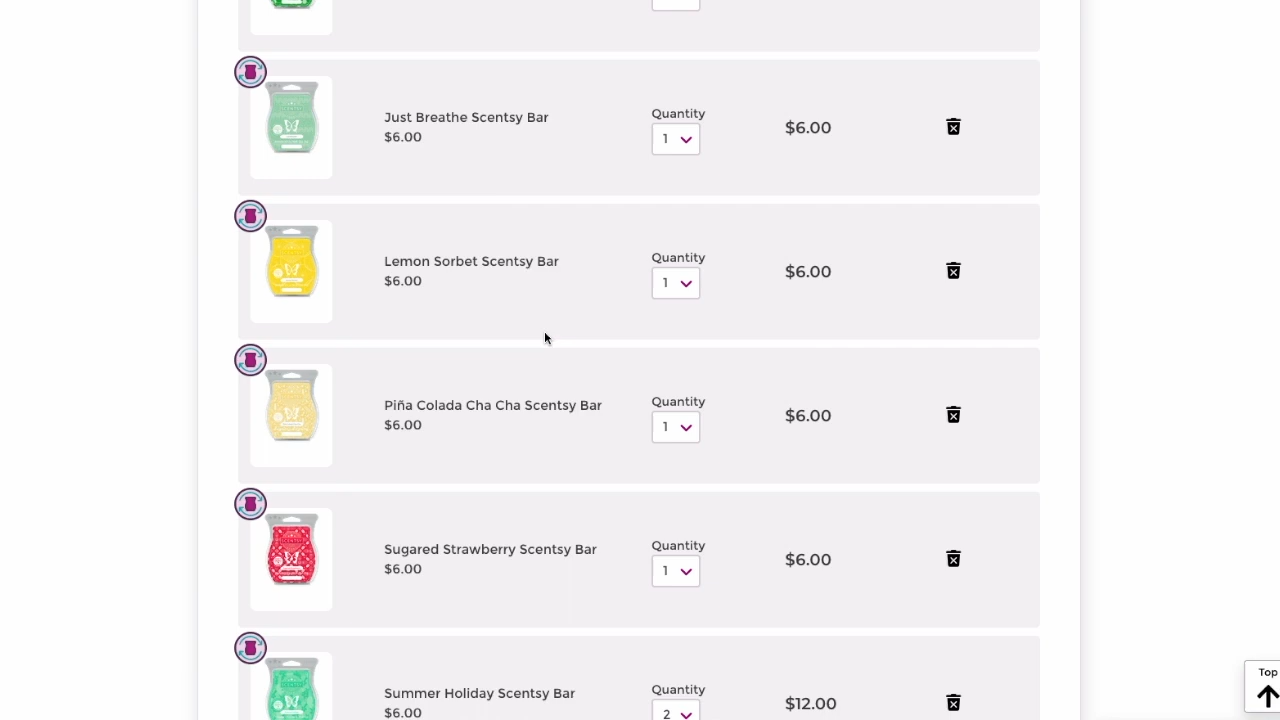 Just Breathe Scentsy Bar
$6.00
Quantity
1
$6.00
Lemon Sorbet Scentsy Bar
$6.00
Quantity
1
$6.00
Piña Colada Cha Cha Scentsy Bar
$6.00
Quantity
1
$6.00
Sugared Strawberry Scentsy Bar
$6.00
Quantity
1
$6.00
Summer Holiday Scentsy Bar
$6.00
Quantity
2
$12.00
Top